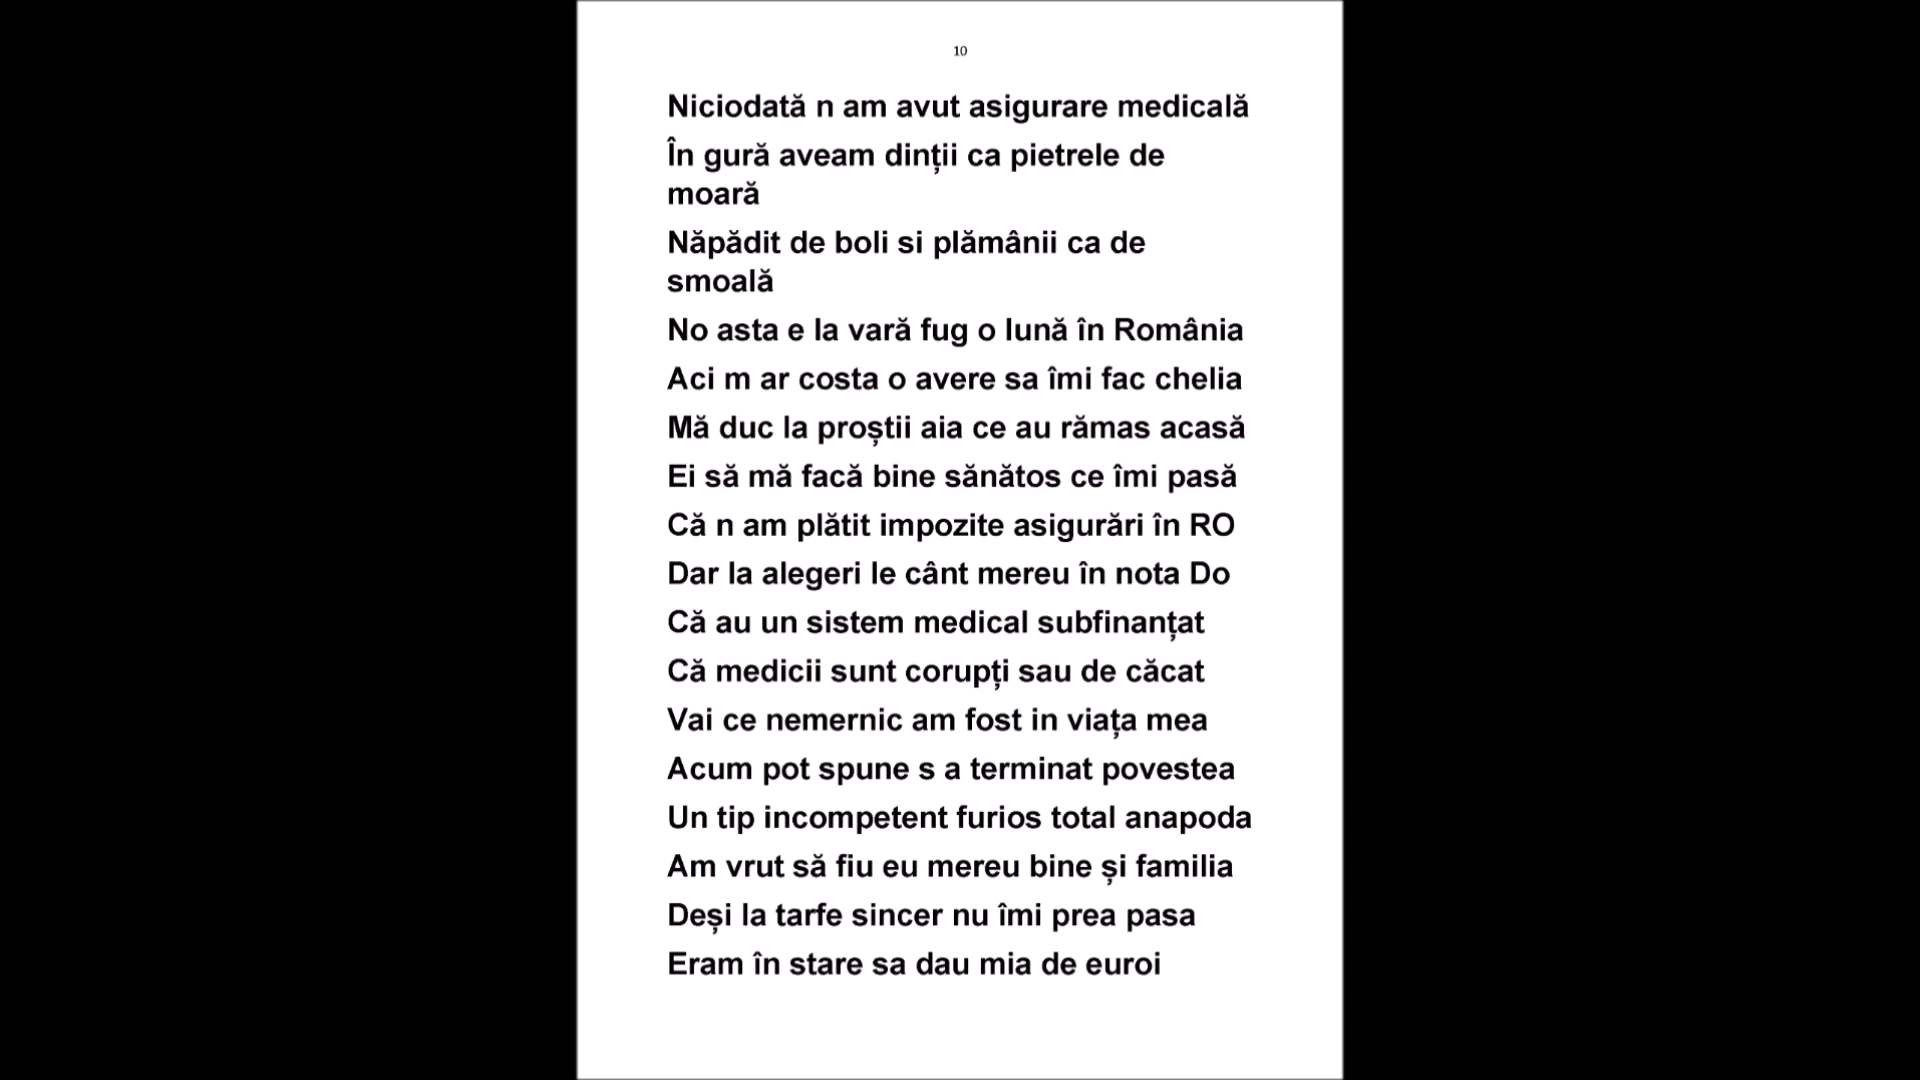 10
Niciodată n am avut asigurare medicală
În gură aveam dinții ca pietrele de
moară
Năpădit de boli si plămânii ca de
smoală
No asta e la vară fug o lună în România
Aci m ar costa o avere sa îmi fac chelia
Mă duc la proștii aia ce au rămas acasă
Ei să mă facă bine sănătos ce îmi pasă
Că n am plătit impozite asigurări în RO
Dar la alegeri le cânt mereu în nota Do
Că au un sistem medical subfinanțat
Că medicii sunt corupți sau de căcat
Vai ce nemernic am fost in viața mea
Acum pot spune s a terminat povestea
Un tip incompetent furios total anapoda
Am vrut să fiu eu mereu bine și familia
Deși la tarfe sincer nu îmi prea pasa
Eram în stare sa dau mia de euroi